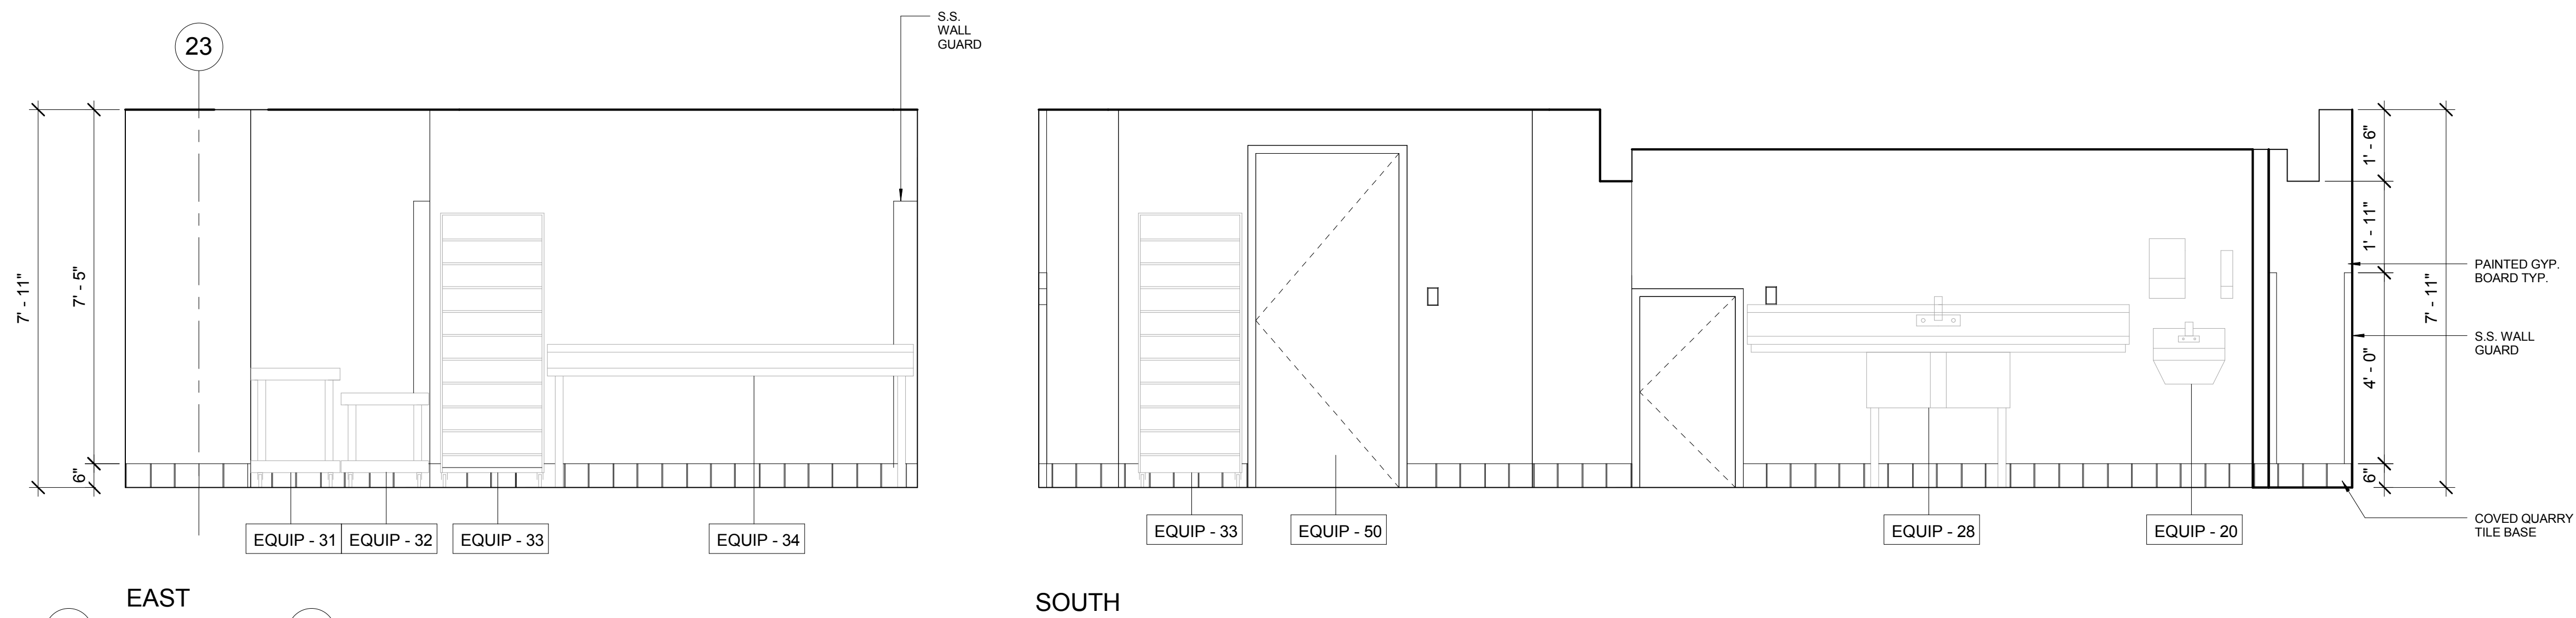 23
S.S.
WALL
GUARD
7' - 11"
7' - 5"
6"
EQUIP - 31
EQUIP - 32
EQUIP - 33
EQUIP - 34
EAST
1' - 6"
1' - 11"
4' - 0"
6"
7' - 11"
PAINTED GYP.
BOARD TYP.
S.S. WALL
GUARD
COVED QUARRY
TILE BASE
EQUIP - 33
EQUIP - 50
EQUIP - 28
EQUIP - 20
SOUTH